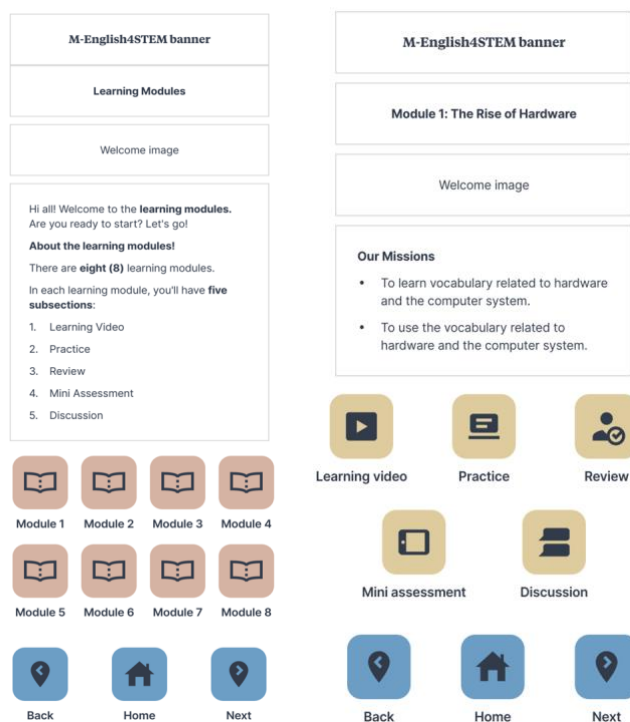 M-English4STEM banner
Learning Modules
Welcome image
Hi all! Welcome to the learning modules.
Are you ready to start? Let's go!
About the learning modules!
There are eight (8) learning modules.
In each learning module, you'll have five
subsections:
1. Learning Video
2. Practice
3. Review
4. Mini Assessment
5. Discussion
Module 1 Module 2 Module 3 Module 4
Module 5 Module 6 Module 7 Module 8
Back Home Next
M-English4STEM banner
Module 1: The Rise of Hardware
Welcome image
Our Missions
• To learn vocabulary related to hardware
and the computer system.
• To use the vocabulary related to
hardware and the computer system.
Learning video Practice Review
Mini assessment Discussion
Back Home Next